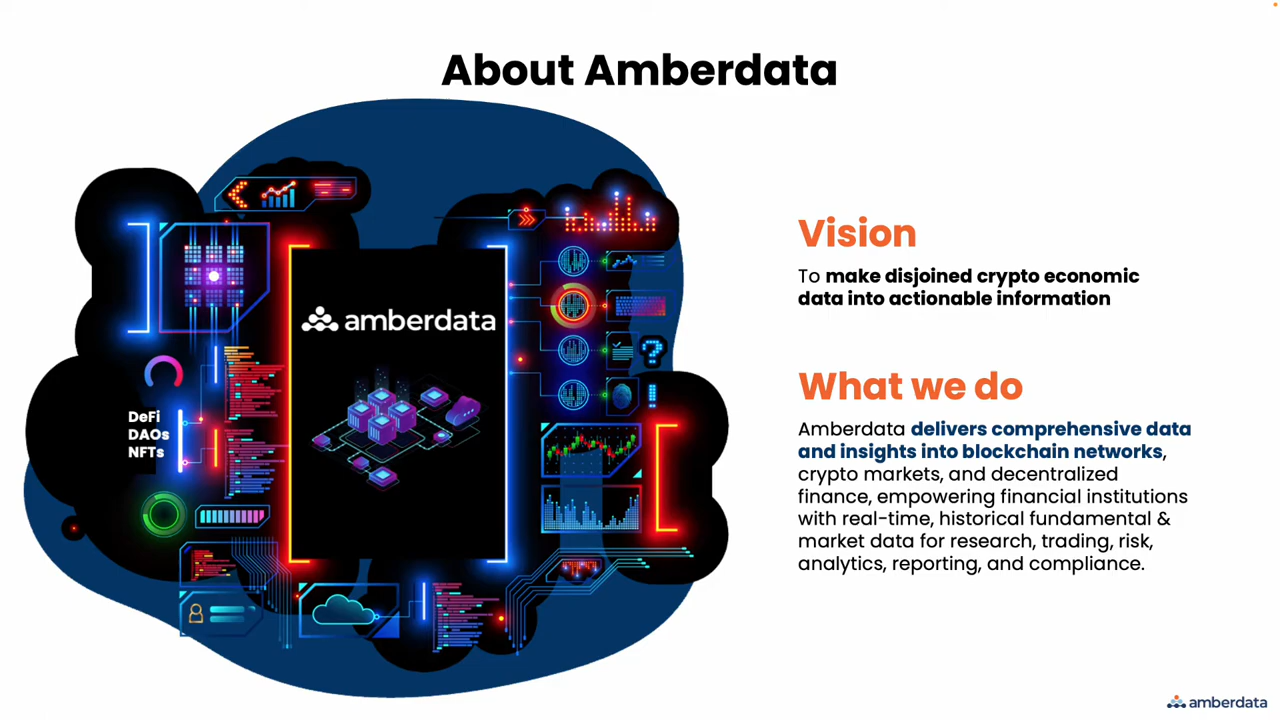 About Amberdata
amberdata
DeFi
DAOs
NFTs
?
!
Vision
To make disjoined crypto economic
data into actionable information
What we do
Amberdata delivers comprehensive data
and insights into blockchain networks,
crypto markets, and decentralized
finance, empowering financial institutions
with real-time, historical fundamental &
market data for research, trading, risk,
analytics, reporting, and compliance.
amberdata